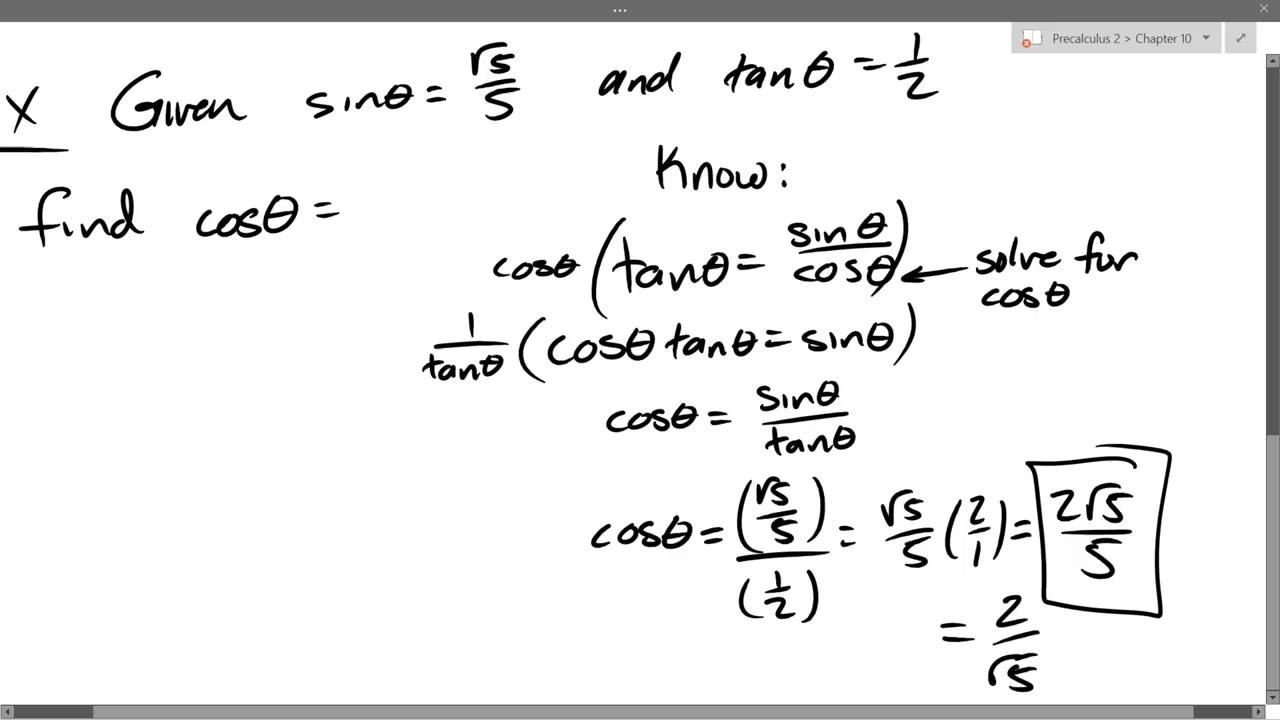 ...
Precalculus 2 > Chapter 10
x Given sinθ = √5/5 and tanθ = 1/2
find cosθ =
Know:
cosθ (tanθ = sinθ/cosθ) ← solve for cosθ
1/tanθ (cosθ tanθ = sinθ)
cosθ = sinθ/tanθ
cosθ = (√5/5)/(1/2) = √5/5 (2/1) = 2√5/5
= 2/√5